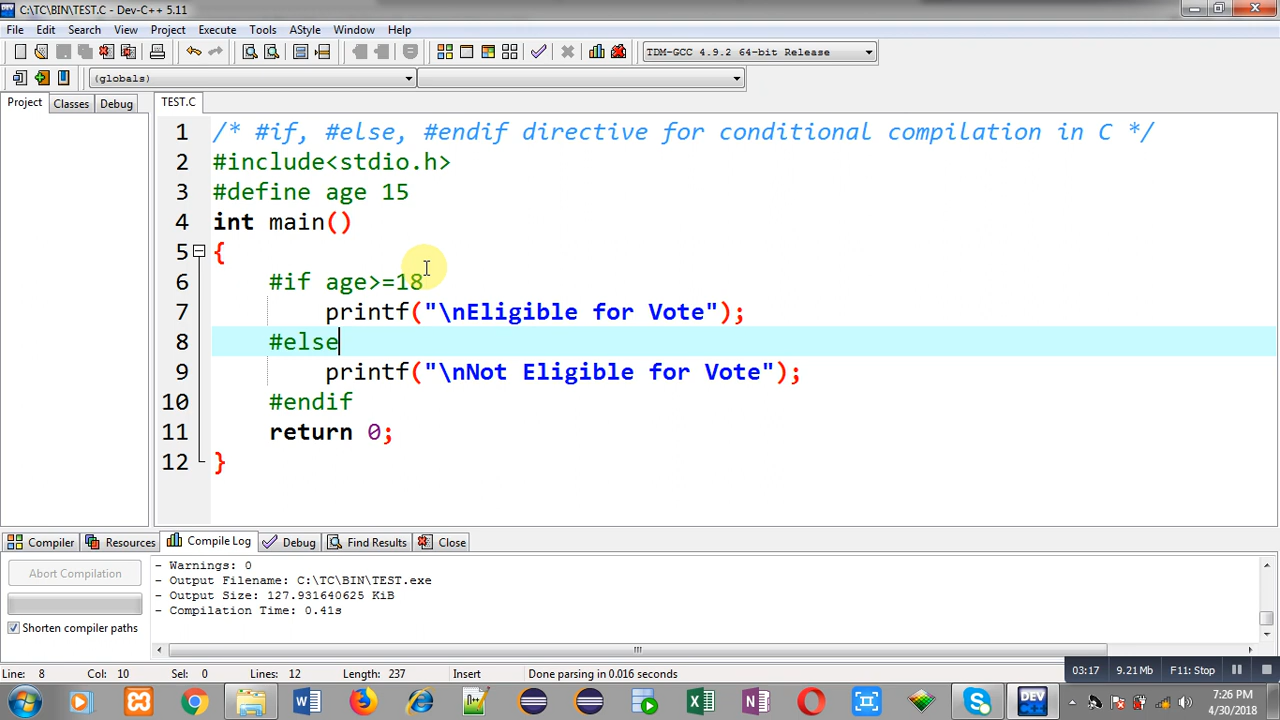 C:\TC\BIN\TEST.C - Dev-C++ 5.11
File Edit Search View Project Execute Tools AStyle Window Help
TDM-GCC 4.9.2 64-bit Release
(globals)
Project Classes Debug TEST.C
1 /* #if, #else, #endif directive for conditional compilation in C */
2 #include<stdio.h>
3 #define age 15
4 int main()
5 {
6 #if age>=18
7 printf("\nEligible for Vote");
8 #else
9 printf("\nNot Eligible for Vote");
10 #endif
11 return 0;
12 }
Compiler Resources Compile Log Debug Find Results Close
Abort Compilation
Shorten compiler paths
- Warnings: 0
- Output Filename: C:\TC\BIN\TEST.exe
- Output Size: 127.931640625 KiB
- Compilation Time: 0.41s
Line: 8 Col: 10 Sel: 0 Lines: 12 Length: 237 Insert Done parsing in 0.016 seconds
03:17 9.21 Mb F11: Stop
DEV
7:26 PM
4/30/2018